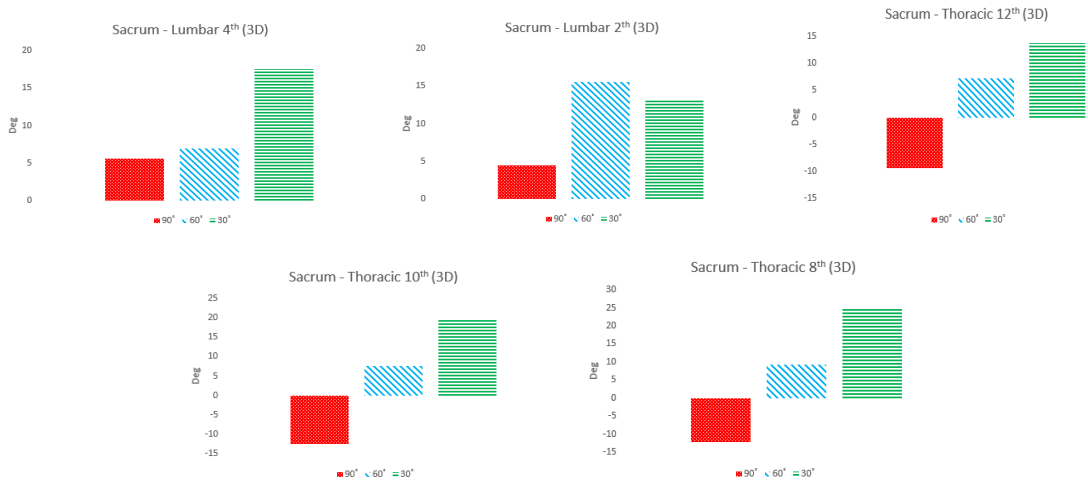 Sacrum - Lumbar 4th (3D)
20
15
10
5
0
Deg
90° 60° 30°
Sacrum - Lumbar 2th (3D)
20
15
10
5
0
Deg
90° 60° 30°
Sacrum - Thoracic 12th (3D)
15
10
5
0
-5
-10
-15
Deg
90° 60° 30°
Sacrum - Thoracic 10th (3D)
25
20
15
10
5
0
-5
-10
-15
Deg
90° 60° 30°
Sacrum - Thoracic 8th (3D)
30
25
20
15
10
5
0
-5
-10
-15
Deg
90° 60° 30°